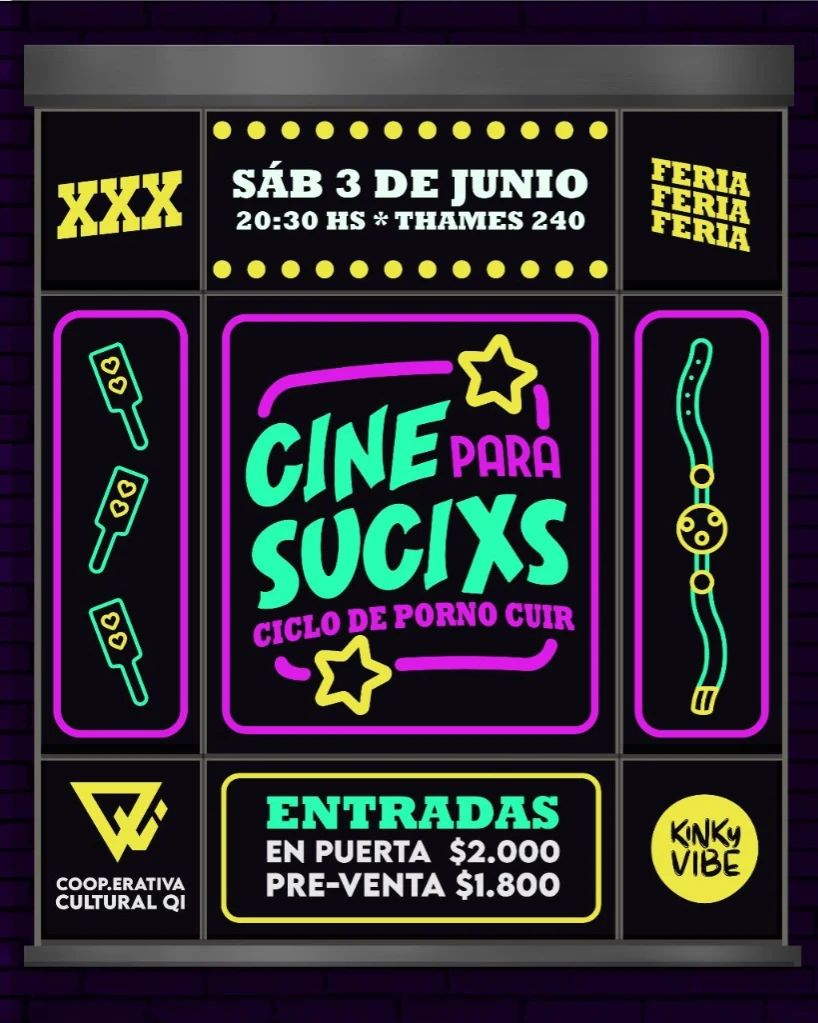 XXX
SÁB 3 DE JUNIO
20:30 HS * THAMES 240
FERIA
FERIA
FERIA
CINE
PARA
SUCIXS
CICLO DE PORNO CUIR
COOP.ERATIVA
CULTURAL QI
ENTRADAS
EN PUERTA $2.000
PRE-VENTA $1.800
KINKY
VIBE